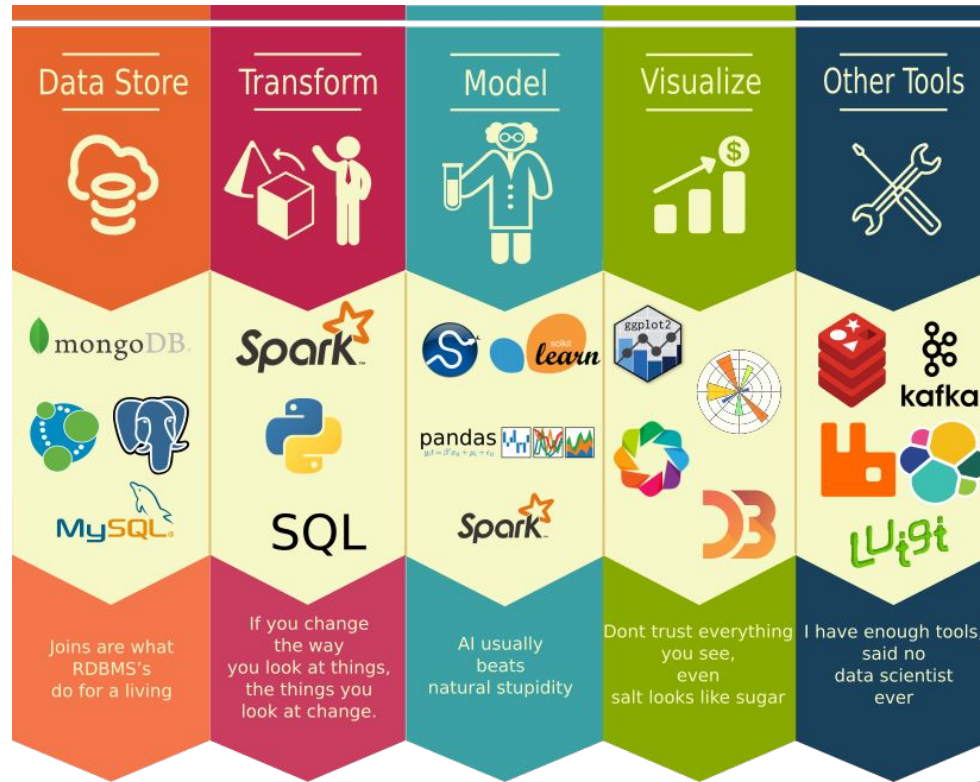 Data Store
Transform
Model
Visualize
Other Tools
$
mongoDB
MySQL
Spark
SQL
S
scikit
learn
pandas
Spark
ggplot2
D3
kafka
Luigi
Joins are what
RDBMS's
do for a living
If you change
the way
you look at things,
the things you
look at change.
AI usually
beats
natural stupidity
Dont trust everything
you see,
even
salt looks like sugar
I have enough tools
said no
data scientist
ever